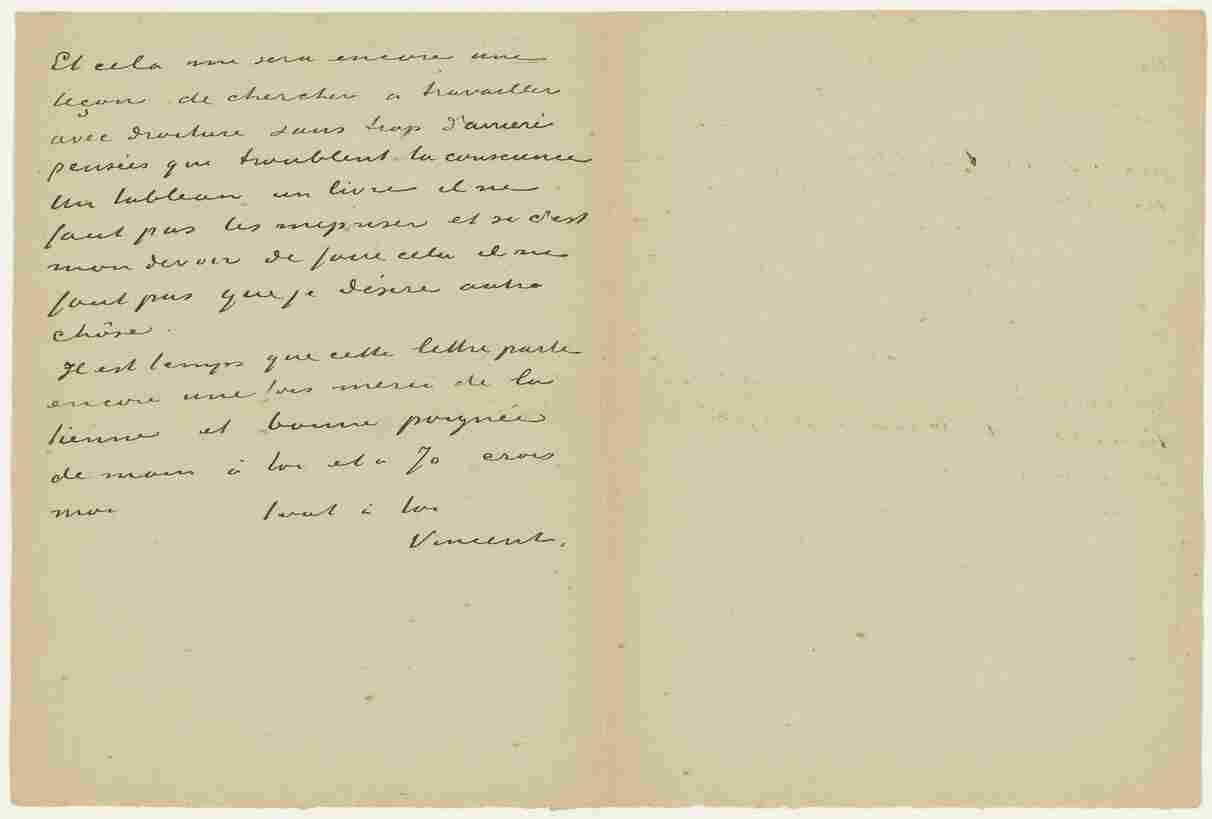 Et cela me sera encore une
leçon de chercher a travailler
avec droiture sans trop d'arrieré
pensées qui troublent la conscience
Un tableau un livre il ne
faut pas les mepriser et si c'est
mon devoir de faire cela il ne
faut pas que je désire autre
chôse.
Il est temps que cette lettre parte
encore une fois merci de la
tienne et bonne poignée
de main à toi et a Jo crois
moi tout à toi
Vincent.